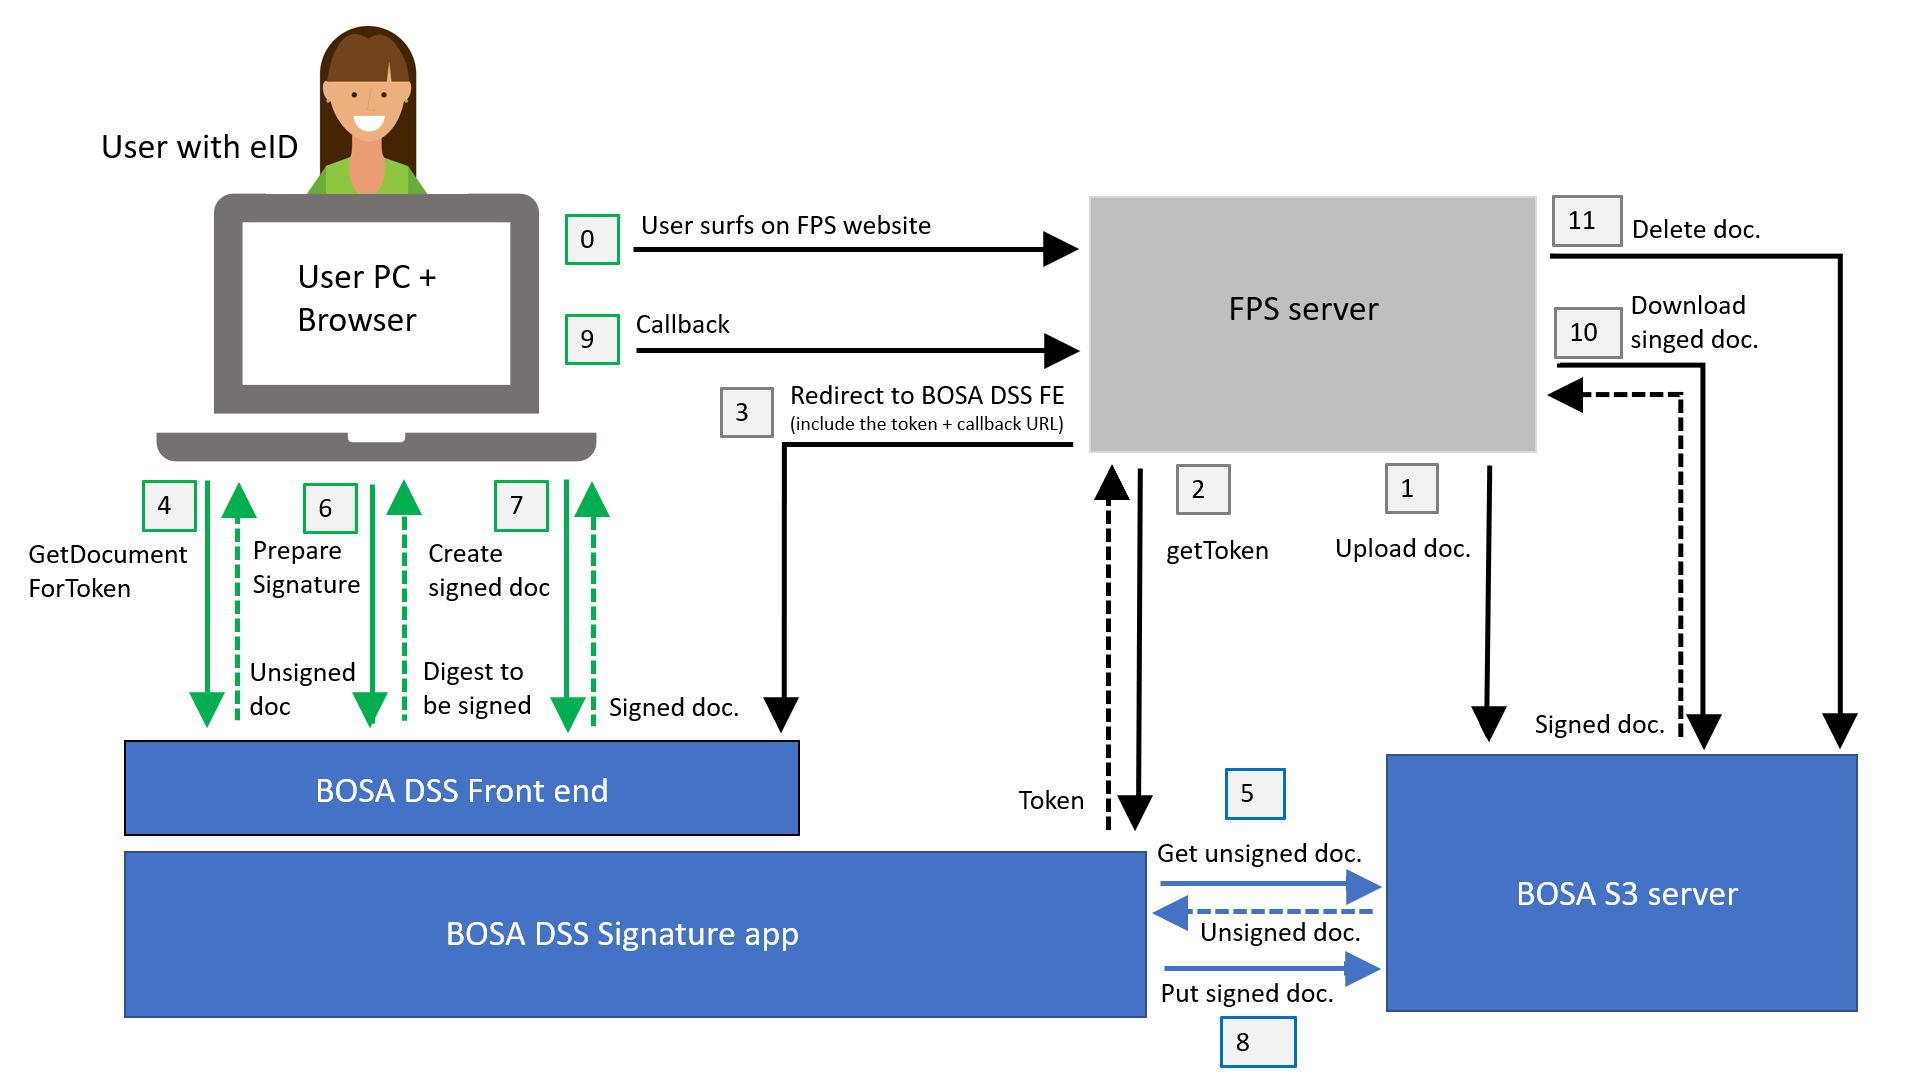 User with eID
User PC +
Browser
0
User surfs on FPS website
9
Callback
3
Redirect to BOSA DSS FE
(include the token + callback URL)
FPS server
11
Delete doc.
10
Download
singed doc.
4
GetDocument
ForToken
Unsigned
doc
6
Prepare
Signature
Digest to
be signed
7
Create
signed doc
Signed doc.
2
getToken
Token
1
Upload doc.
Signed doc.
BOSA DSS Front end
BOSA DSS Signature app
5
Get unsigned doc.
Unsigned doc.
Put signed doc.
8
BOSA S3 server